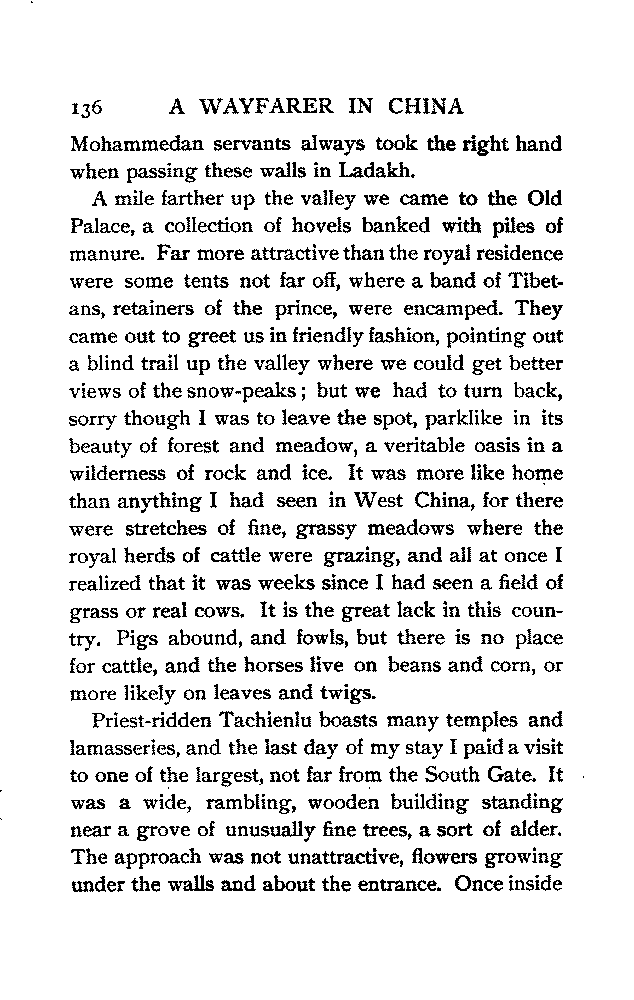 136 A WAYFARER IN CHINA
Mohammedan servants always took the right hand
when passing these walls in Ladakh.
A mile farther up the valley we came to the Old
Palace, a collection of hovels banked with piles of
manure. Far more attractive than the royal residence
were some tents not far off, where a band of Tibet-
ans, retainers of the prince, were encamped. They
came out to greet us in friendly fashion, pointing out
a blind trail up the valley where we could get better
views of the snow-peaks; but we had to turn back,
sorry though I was to leave the spot, parklike in its
beauty of forest and meadow, a veritable oasis in a
wilderness of rock and ice. It was more like home
than anything I had seen in West China, for there
were stretches of fine, grassy meadows where the
royal herds of cattle were grazing, and all at once I
realized that it was weeks since I had seen a field of
grass or real cows. It is the great lack in this coun-
try. Pigs abound, and fowls, but there is no place
for cattle, and the horses live on beans and corn, or
more likely on leaves and twigs.
Priest-ridden Tachienlu boasts many temples and
lamasseries, and the last day of my stay I paid a visit
to one of the largest, not far from the South Gate. It
was a wide, rambling, wooden building standing
near a grove of unusually fine trees, a sort of alder.
The approach was not unattractive, flowers growing
under the walls and about the entrance. Once inside